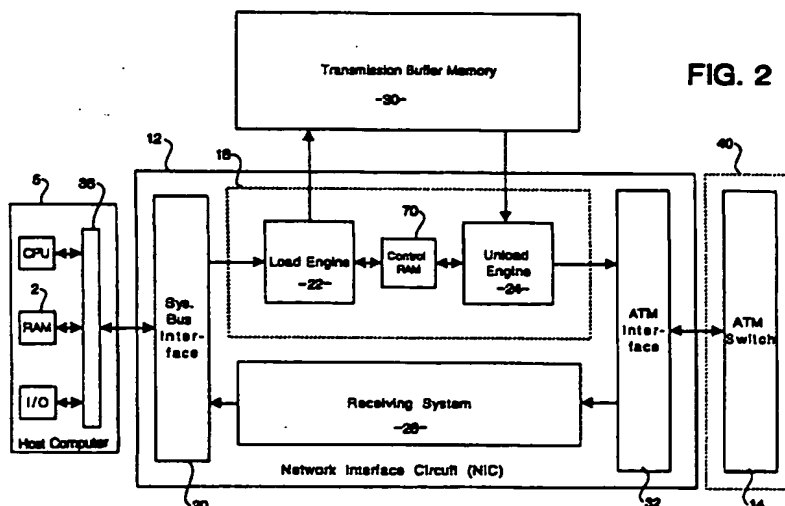 FIG. 2
Transmission Buffer Memory
-30-
12
18
40
5
36
70
CPU
2
RAM
I/O
Host Computer
Sys. Bus Inter- face
Load Engine
-22-
Control RAM
Unload Engine
-24-
ATM Inter- face
ATM Switch
Receiving System
Network Interface Circuit (NIC)
32
14